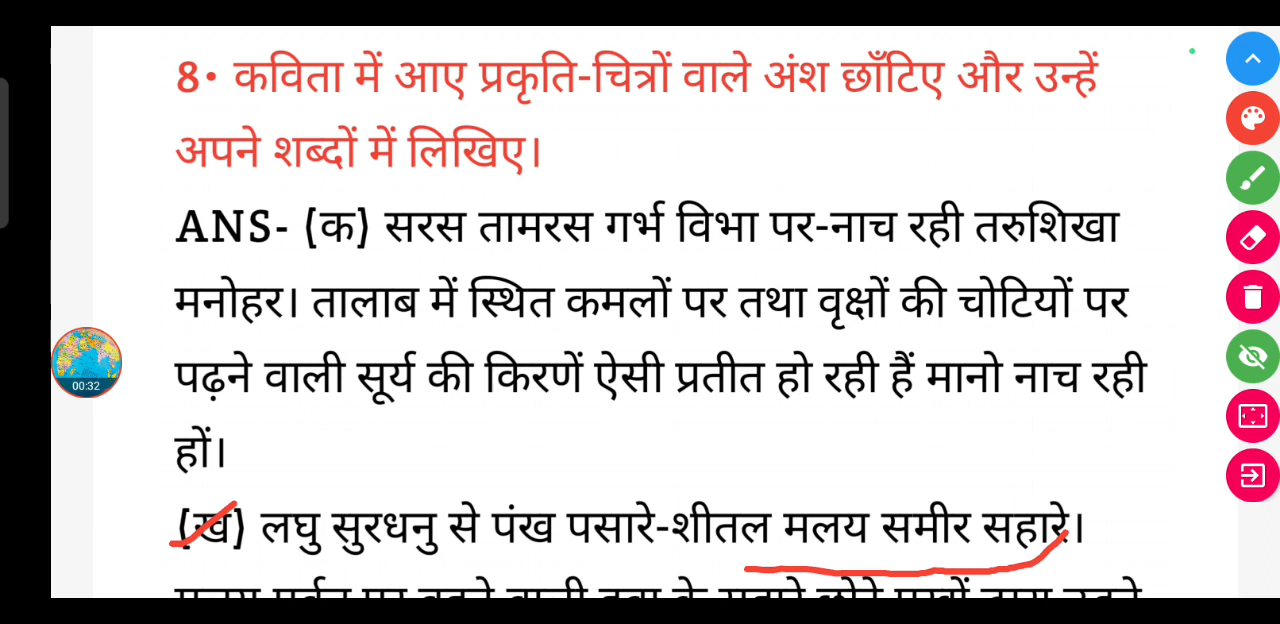 8• कविता में आए प्रकृति-चित्रों वाले अंश छाँटिए और उन्हें
अपने शब्दों में लिखिए।
ANS- (क) सरस तामरस गर्भ विभा पर-नाच रही तरुशिखा
मनोहर। तालाब में स्थित कमलों पर तथा वृक्षों की चोटियों पर
पढ़ने वाली सूर्य की किरणें ऐसी प्रतीत हो रही हैं मानो नाच रही
हों।
(ख) लघु सुरधनु से पंख पसारे-शीतल मलय समीर सहारे।
00:32